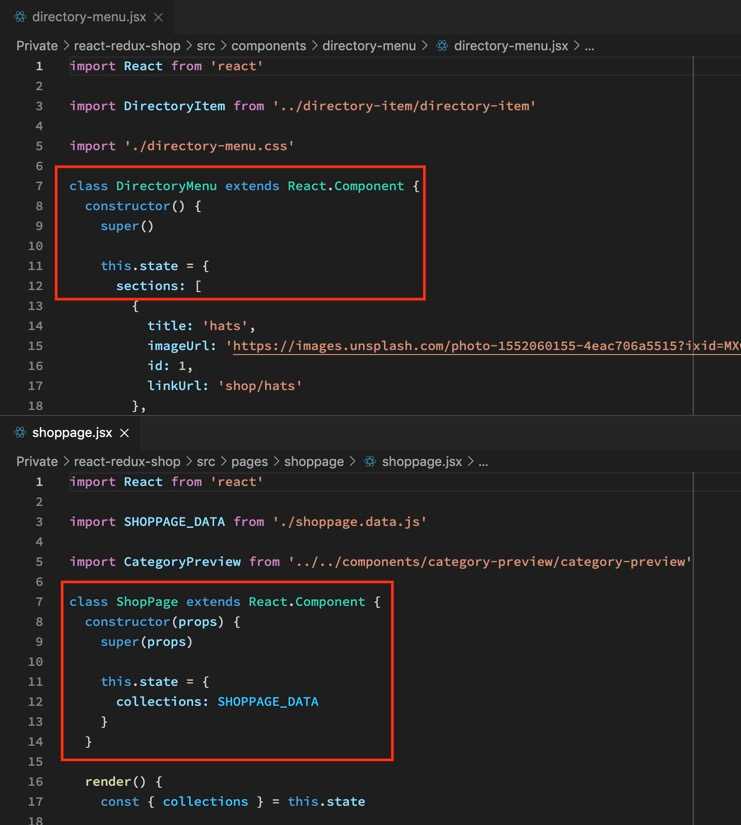 directory-menu.jsx
Private > react-redux-shop > src > components > directory-menu > directory-menu.jsx > ...
1 import React from 'react'
2
3 import DirectoryItem from '../directory-item/directory-item'
4
5 import './directory-menu.css'
6
7 class DirectoryMenu extends React.Component {
8 constructor() {
9 super()
10
11 this.state = {
12 sections: [
13 {
14 title: 'hats',
15 imageUrl: 'https://images.unsplash.com/photo-1552060155-4eac706a5515?ixid=MX
16 id: 1,
17 linkUrl: 'shop/hats'
18 },
shoppage.jsx
Private > react-redux-shop > src > pages > shoppage > shoppage.jsx > ...
1 import React from 'react'
2
3 import SHOPPAGE_DATA from './shoppage.data.js'
4
5 import CategoryPreview from '../../components/category-preview/category-preview'
6
7 class ShopPage extends React.Component {
8 constructor(props) {
9 super(props)
10
11 this.state = {
12 collections: SHOPPAGE_DATA
13 }
14 }
15
16 render() {
17 const { collections } = this.state
18